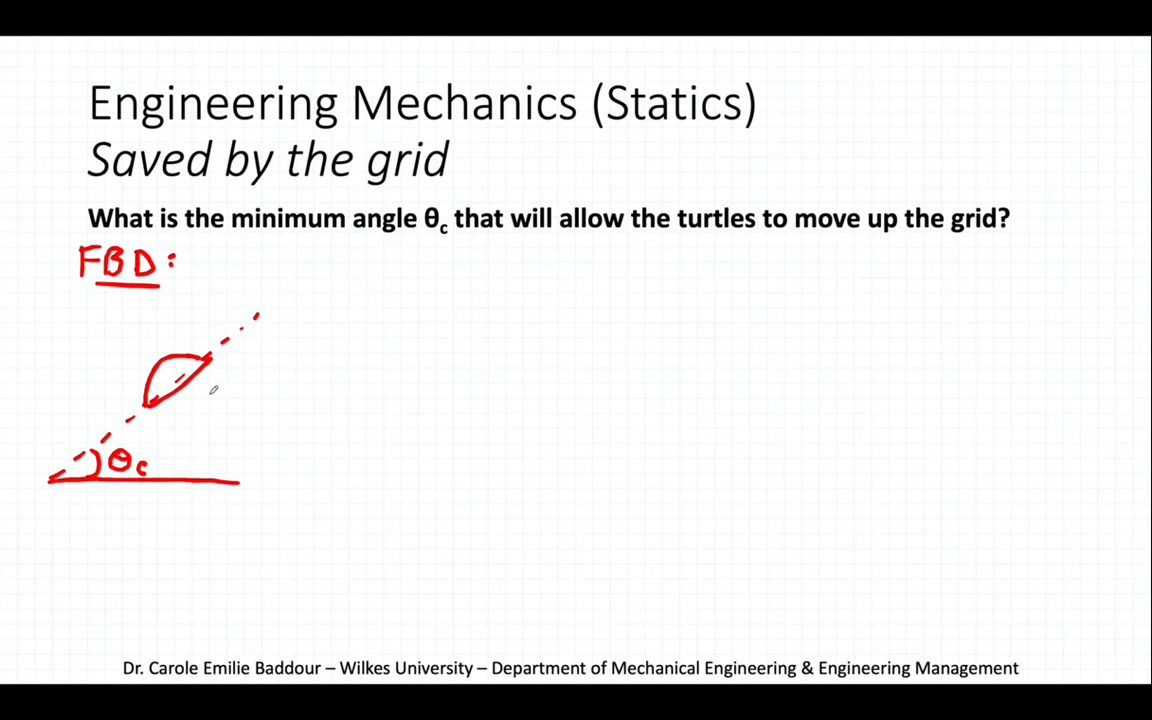 Engineering Mechanics (Statics)
Saved by the grid
What is the minimum angle θc that will allow the turtles to move up the grid?
FBD:
θc
Dr. Carole Emilie Baddour – Wilkes University – Department of Mechanical Engineering & Engineering Management